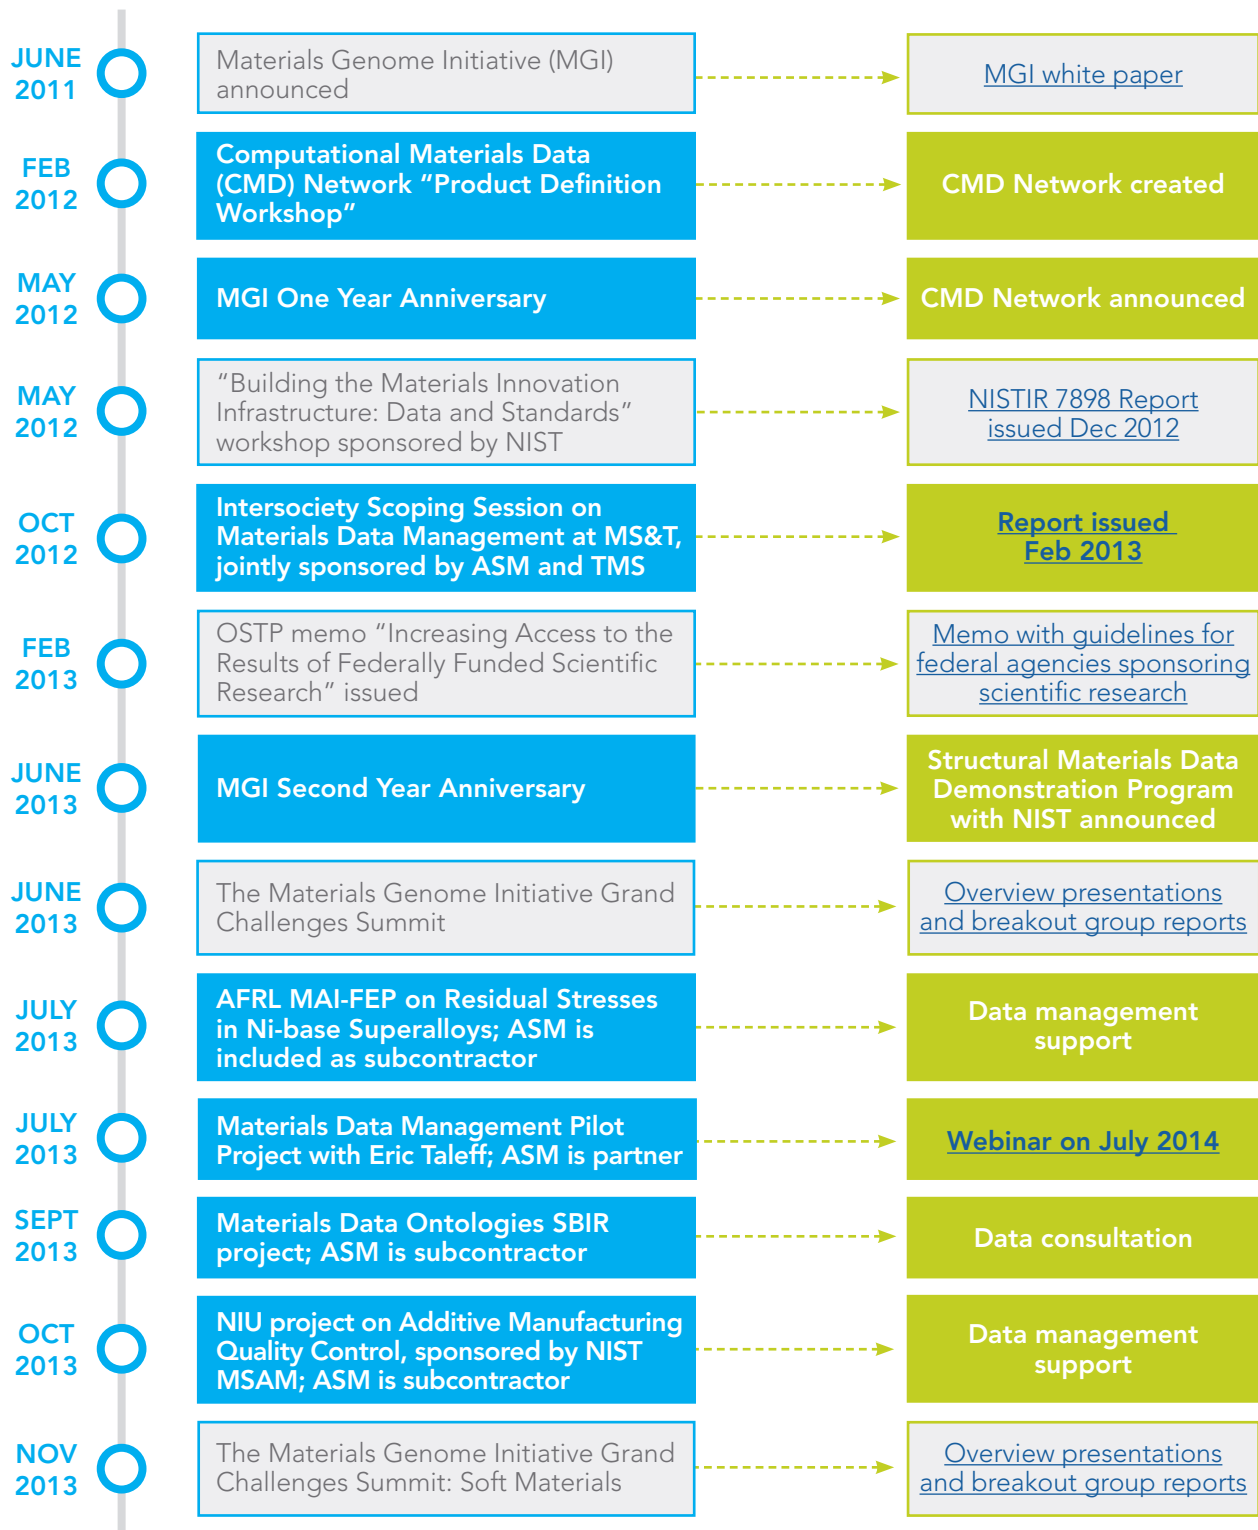 JUNE
2011
Materials Genome Initiative (MGI)
announced
MGI white paper
FEB
2012
Computational Materials Data
(CMD) Network “Product Definition
Workshop”
CMD Network created
MAY
2012
MGI One Year Anniversary
CMD Network announced
MAY
2012
“Building the Materials Innovation
Infrastructure: Data and Standards”
workshop sponsored by NIST
NISTIR 7898 Report
issued Dec 2012
OCT
2012
Intersociety Scoping Session on
Materials Data Management at MS&T,
jointly sponsored by ASM and TMS
Report issued
Feb 2013
FEB
2013
OSTP memo “Increasing Access to the
Results of Federally Funded Scientific
Research” issued
Memo with guidelines for
federal agencies sponsoring
scientific research
JUNE
2013
MGI Second Year Anniversary
Structural Materials Data
Demonstration Program
with NIST announced
JUNE
2013
The Materials Genome Initiative Grand
Challenges Summit
Overview presentations
and breakout group reports
JULY
2013
AFRL MAI-FEP on Residual Stresses
in Ni-base Superalloys; ASM is
included as subcontractor
Data management
support
JULY
2013
Materials Data Management Pilot
Project with Eric Taleff; ASM is partner
Webinar on July 2014
SEPT
2013
Materials Data Ontologies SBIR
project; ASM is subcontractor
Data consultation
OCT
2013
NIU project on Additive Manufacturing
Quality Control, sponsored by NIST
MSAM; ASM is subcontractor
Data management
support
NOV
2013
The Materials Genome Initiative Grand
Challenges Summit: Soft Materials
Overview presentations
and breakout group reports